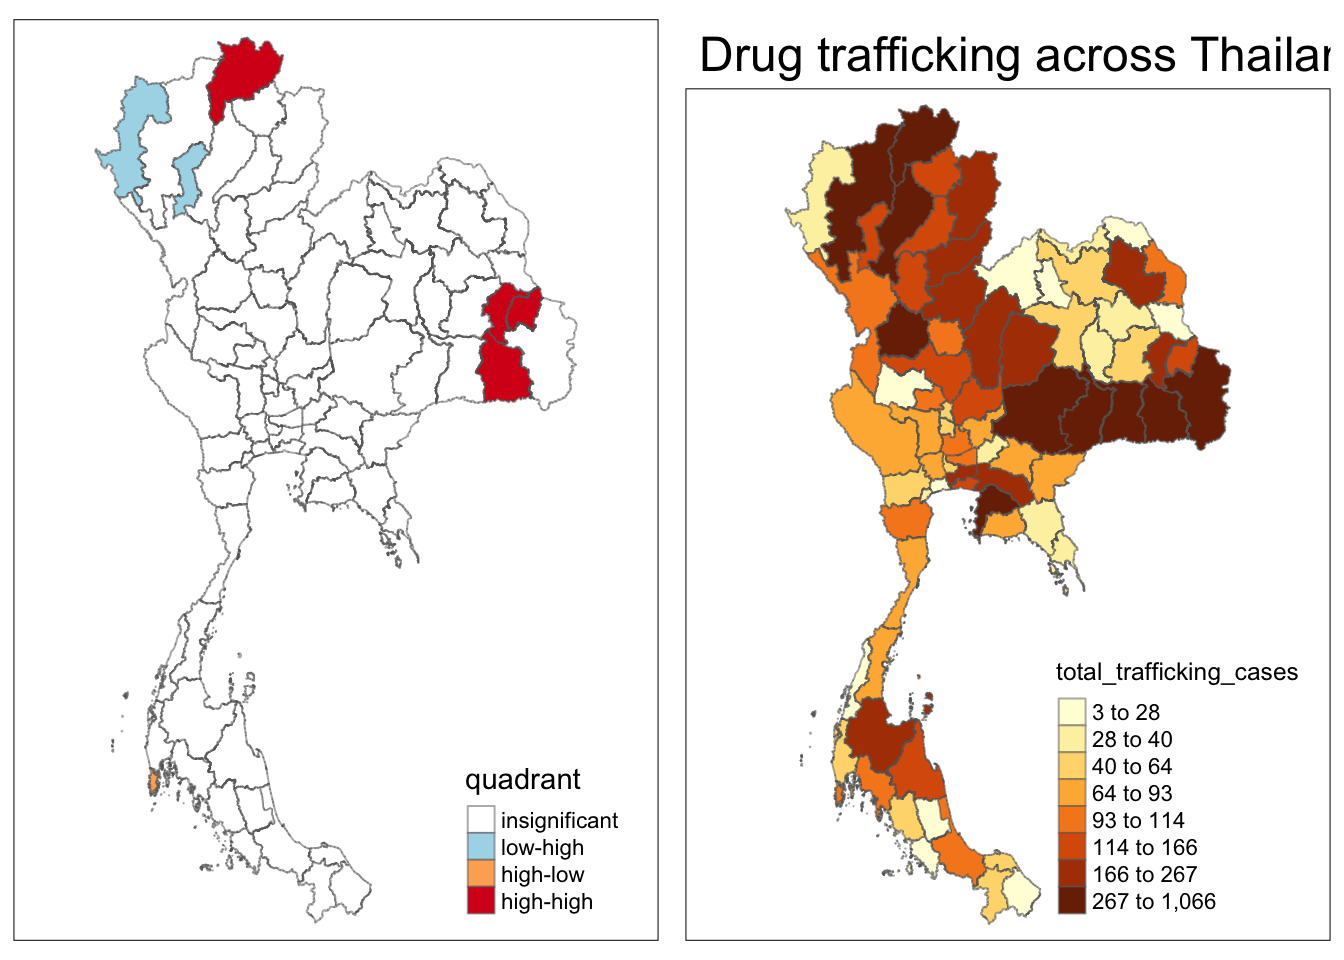 Drug trafficking across Thailan
quadrant
insignificant
low-high
high-low
high-high
total_trafficking_cases
3 to 28
28 to 40
40 to 64
64 to 93
93 to 114
114 to 166
166 to 267
267 to 1,066